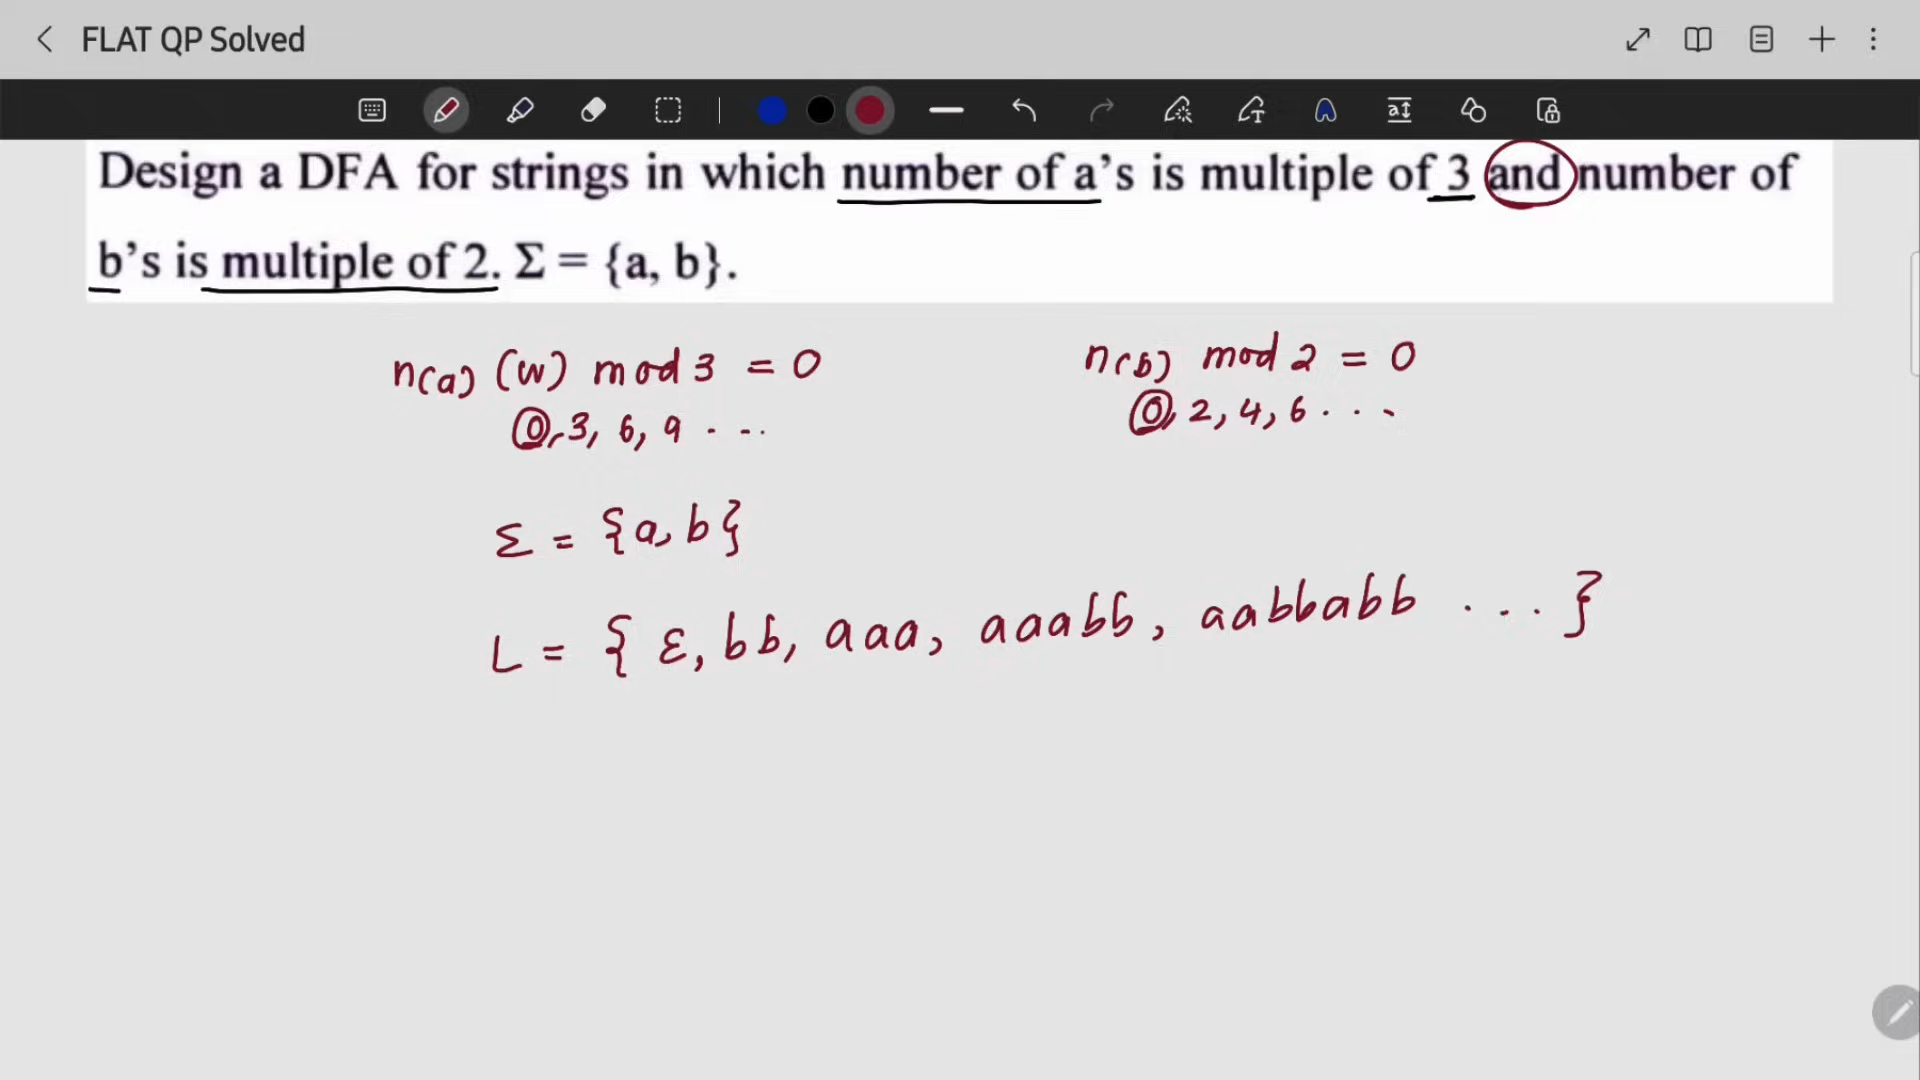 FLAT QP Solved
Design a DFA for strings in which number of a’s is multiple of 3 and number of
b’s is multiple of 2. Σ = {a, b}.
n(a) (w) mod 3 = 0
n(b) mod 2 = 0
0, 3, 6, 9 . . . .
0, 2, 4, 6 . . .
Σ = {a, b}
L = { ε, bb, aaa, aaabb, aabbabb . . . . }